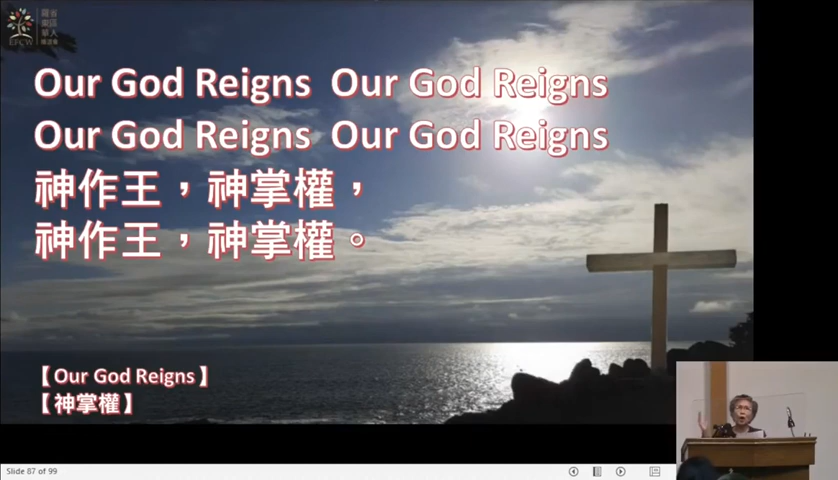 EFCW
Our God Reigns Our God Reigns
Our God Reigns Our God Reigns
神作王，神掌權，
神作王，神掌權。
【Our God Reigns】
【神掌權】
Slide 87 of 99